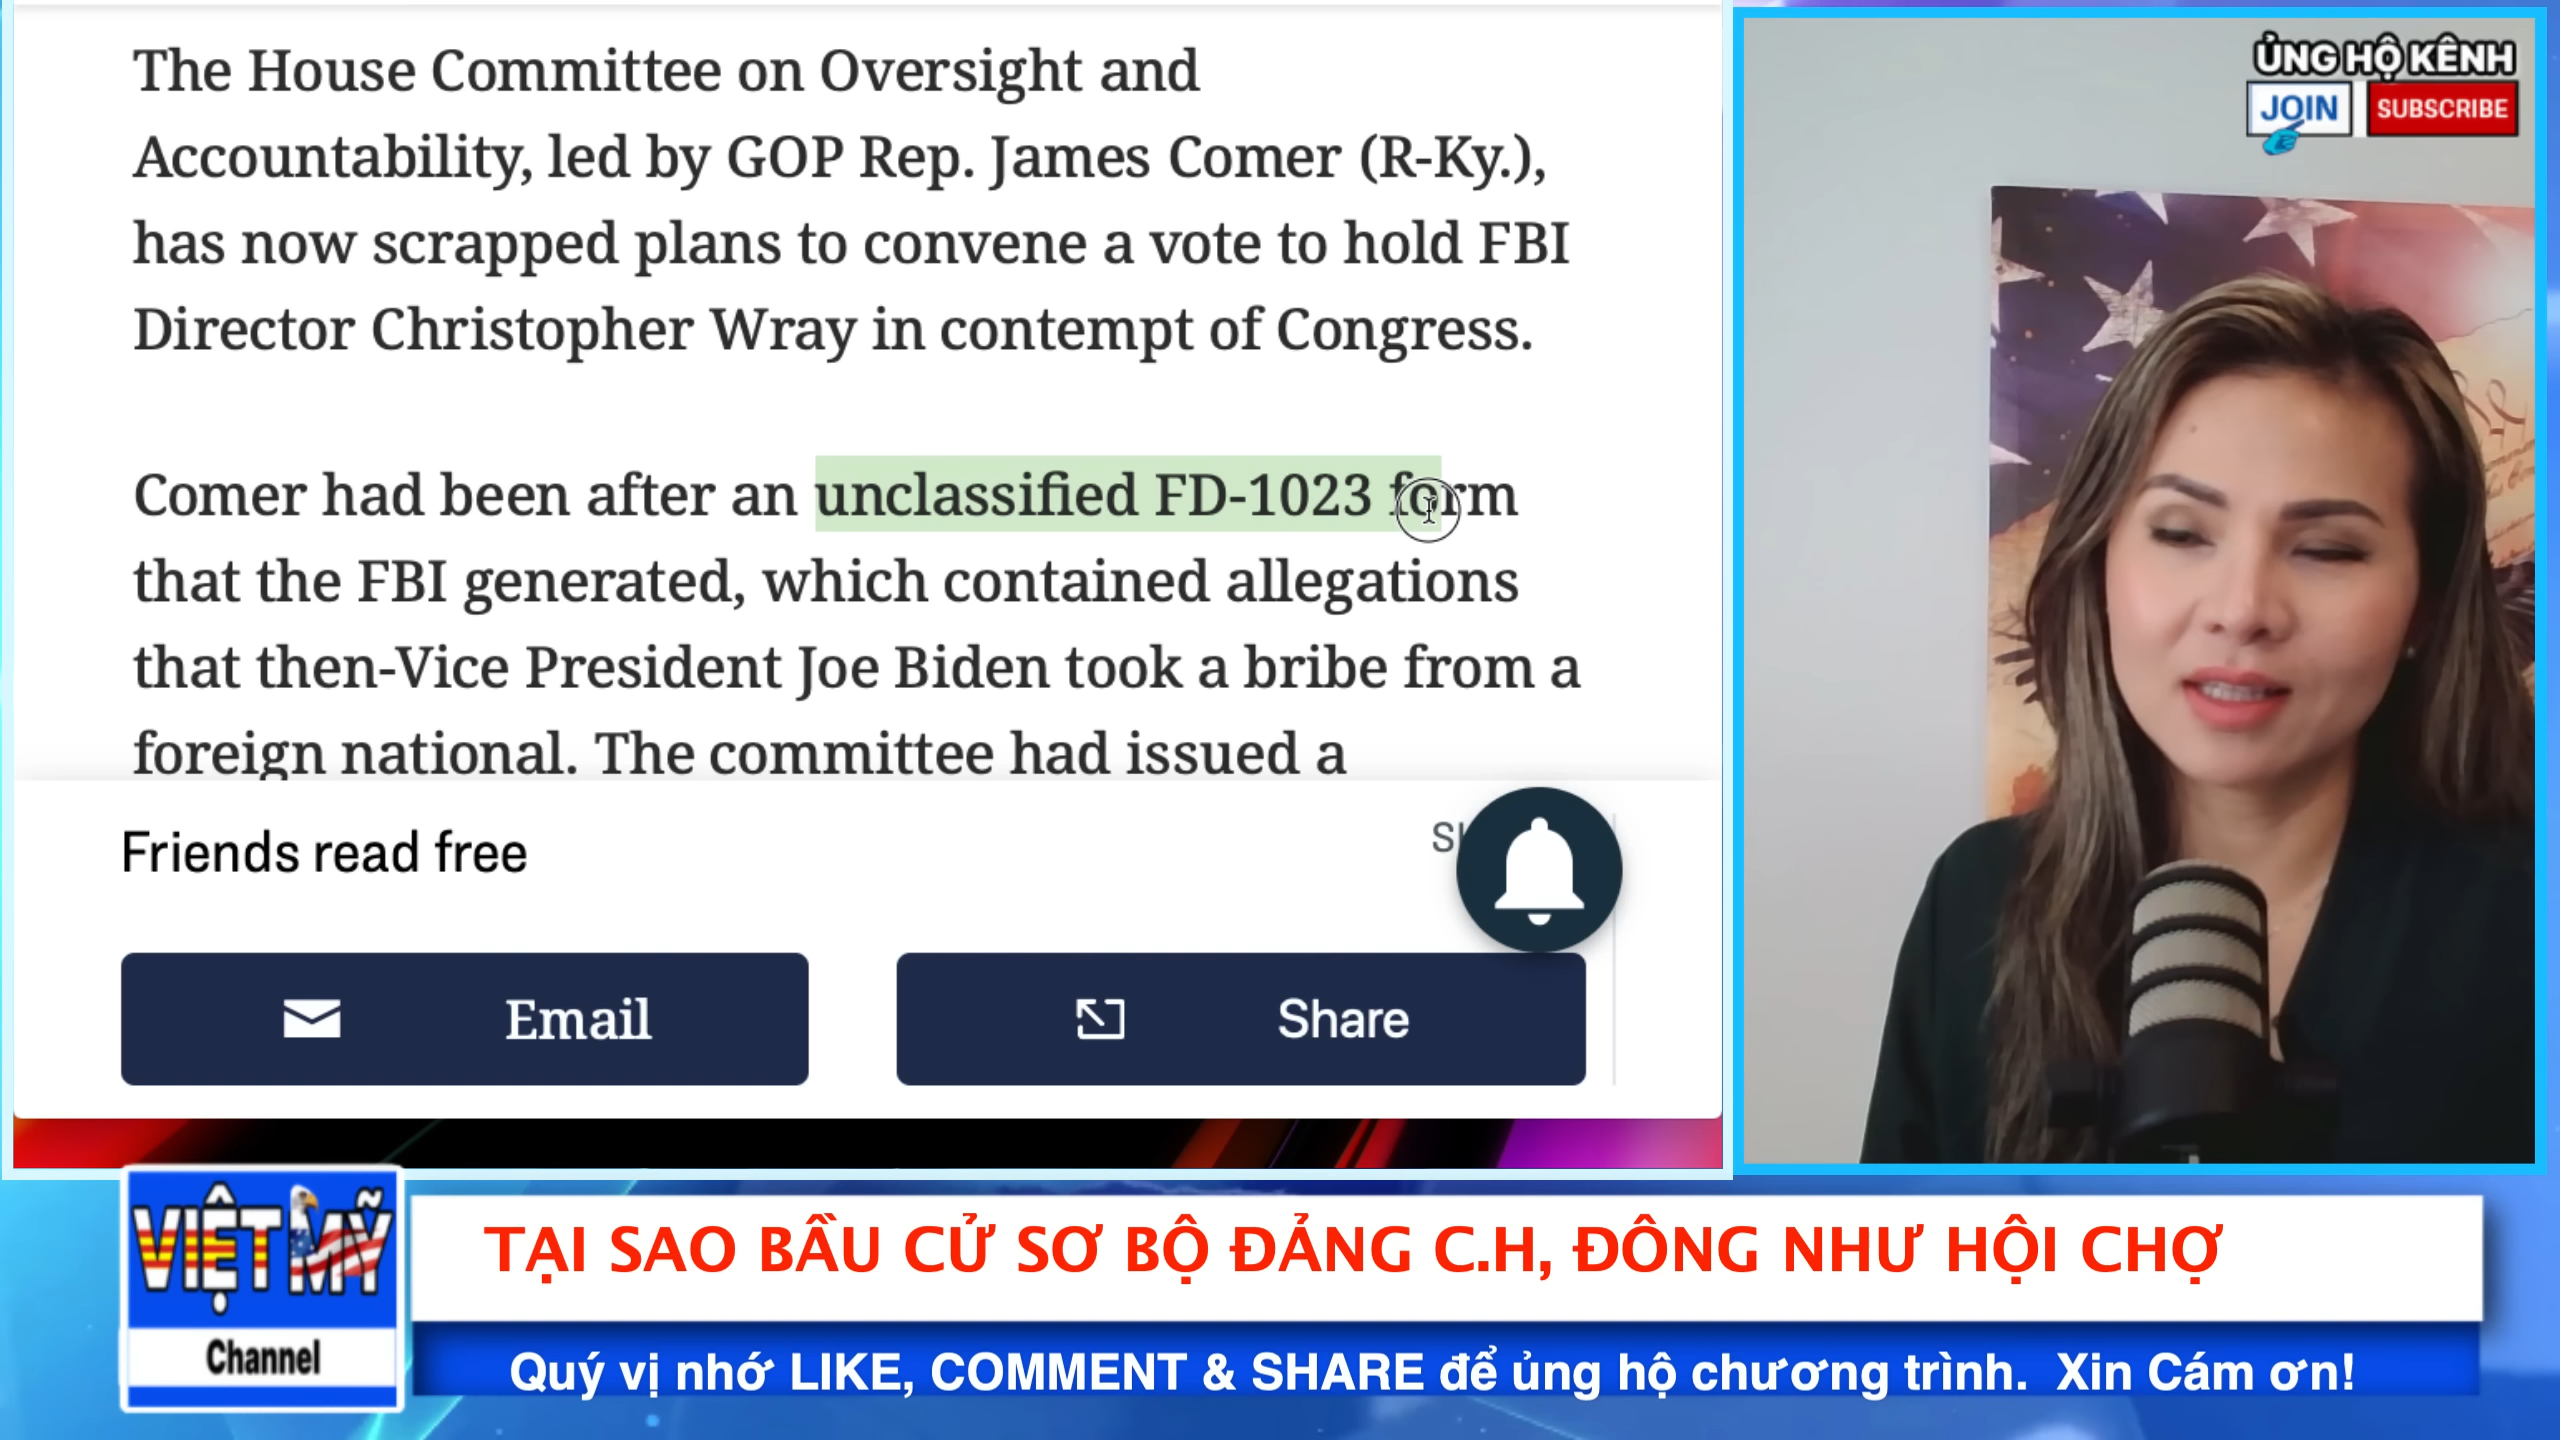 The House Committee on Oversight and
Accountability, led by GOP Rep. James Comer (R-Ky.),
has now scrapped plans to convene a vote to hold FBI
Director Christopher Wray in contempt of Congress.
Comer had been after an unclassified FD-1023 form
that the FBI generated, which contained allegations
that then-Vice President Joe Biden took a bribe from a
foreign national. The committee had issued a
Friends read free
Email
Share
ỦNG HỘ KÊNH
JOIN SUBSCRIBE
VIỆT MỸ
Channel
TẠI SAO BẦU CỬ SƠ BỘ ĐẢNG C.H, ĐÔNG NHƯ HỘI CHỢ
Quý vị nhớ LIKE, COMMENT & SHARE để ủng hộ chương trình. Xin Cám ơn!